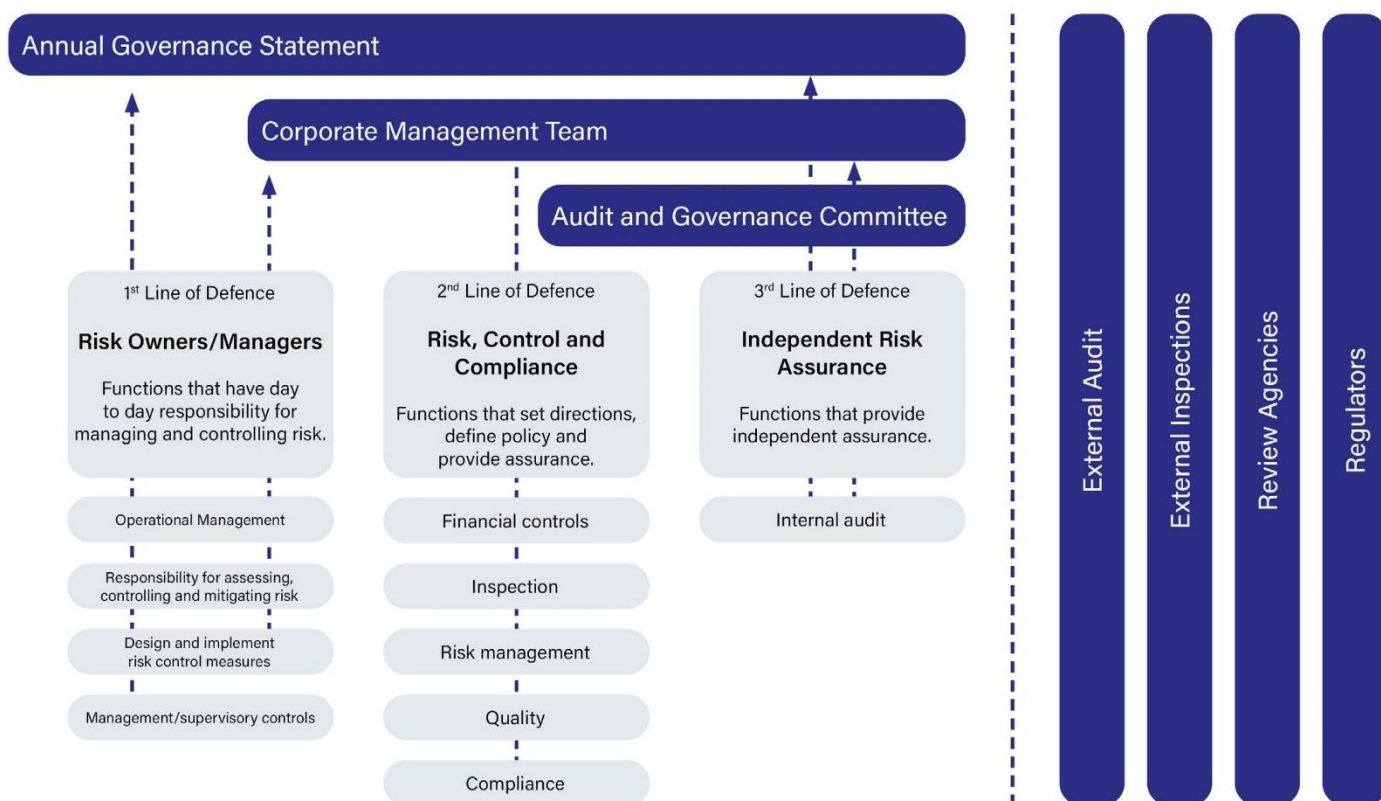 Annual Governance Statement
Corporate Management Team
Audit and Governance Committee
1st Line of Defence
Risk Owners/Managers
Functions that have day
to day responsibility for
managing and controlling risk.
Operational Management
Responsibility for assessing,
controlling and mitigating risk
Design and implement
risk control measures
Management/supervisory controls
2nd Line of Defence
Risk, Control and
Compliance
Functions that set directions,
define policy and
provide assurance.
Financial controls
Inspection
Risk management
Quality
Compliance
3rd Line of Defence
Independent Risk
Assurance
Functions that provide
independent assurance.
Internal audit
External Audit
External Inspections
Review Agencies
Regulators